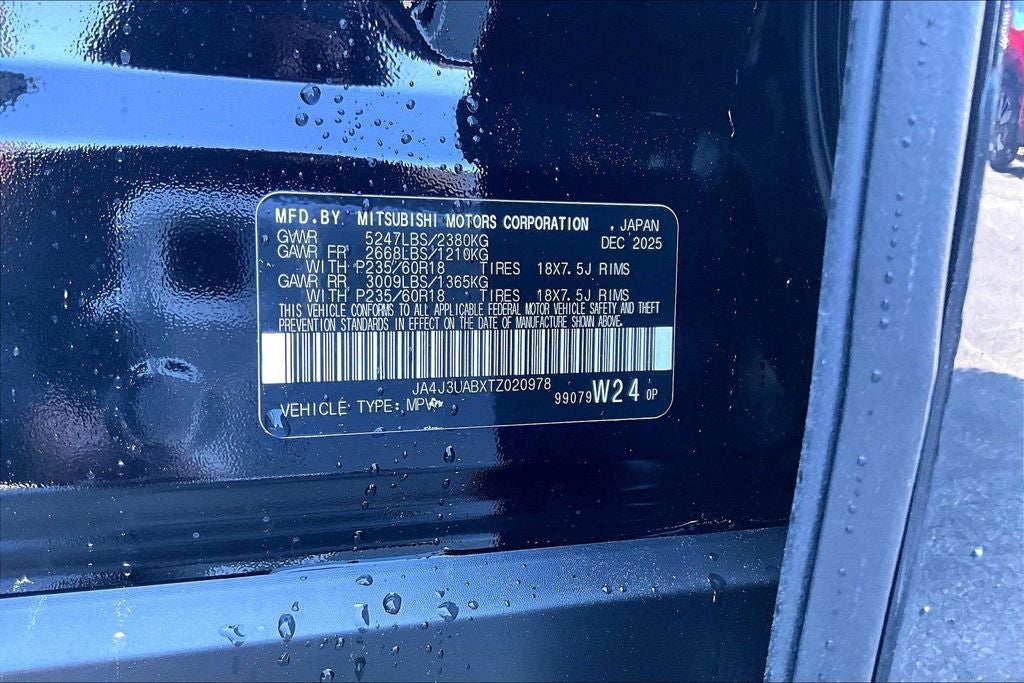 MFD.BY MITSUBISHI MOTORS CORPORATION , JAPAN
GVWR 5247LBS/2380KG DEC 2025
GAWR FR 2668LBS/1210KG
WITH P235/60R18 TIRES 18X7.5J RIMS
GAWR RR 3009LBS/1365KG
WITH P235/60R18 TIRES 18X7.5J RIMS
THIS VEHICLE CONFORMS TO ALL APPLICABLE FEDERAL MOTOR VEHICLE SAFETY AND THEFT
PREVENTION STANDARDS IN EFFECT ON THE DATE OF MANUFACTURE SHOWN ABOVE.
JA4J3UABXTZ020978
VEHICLE TYPE: MPV 99079 W24 OP